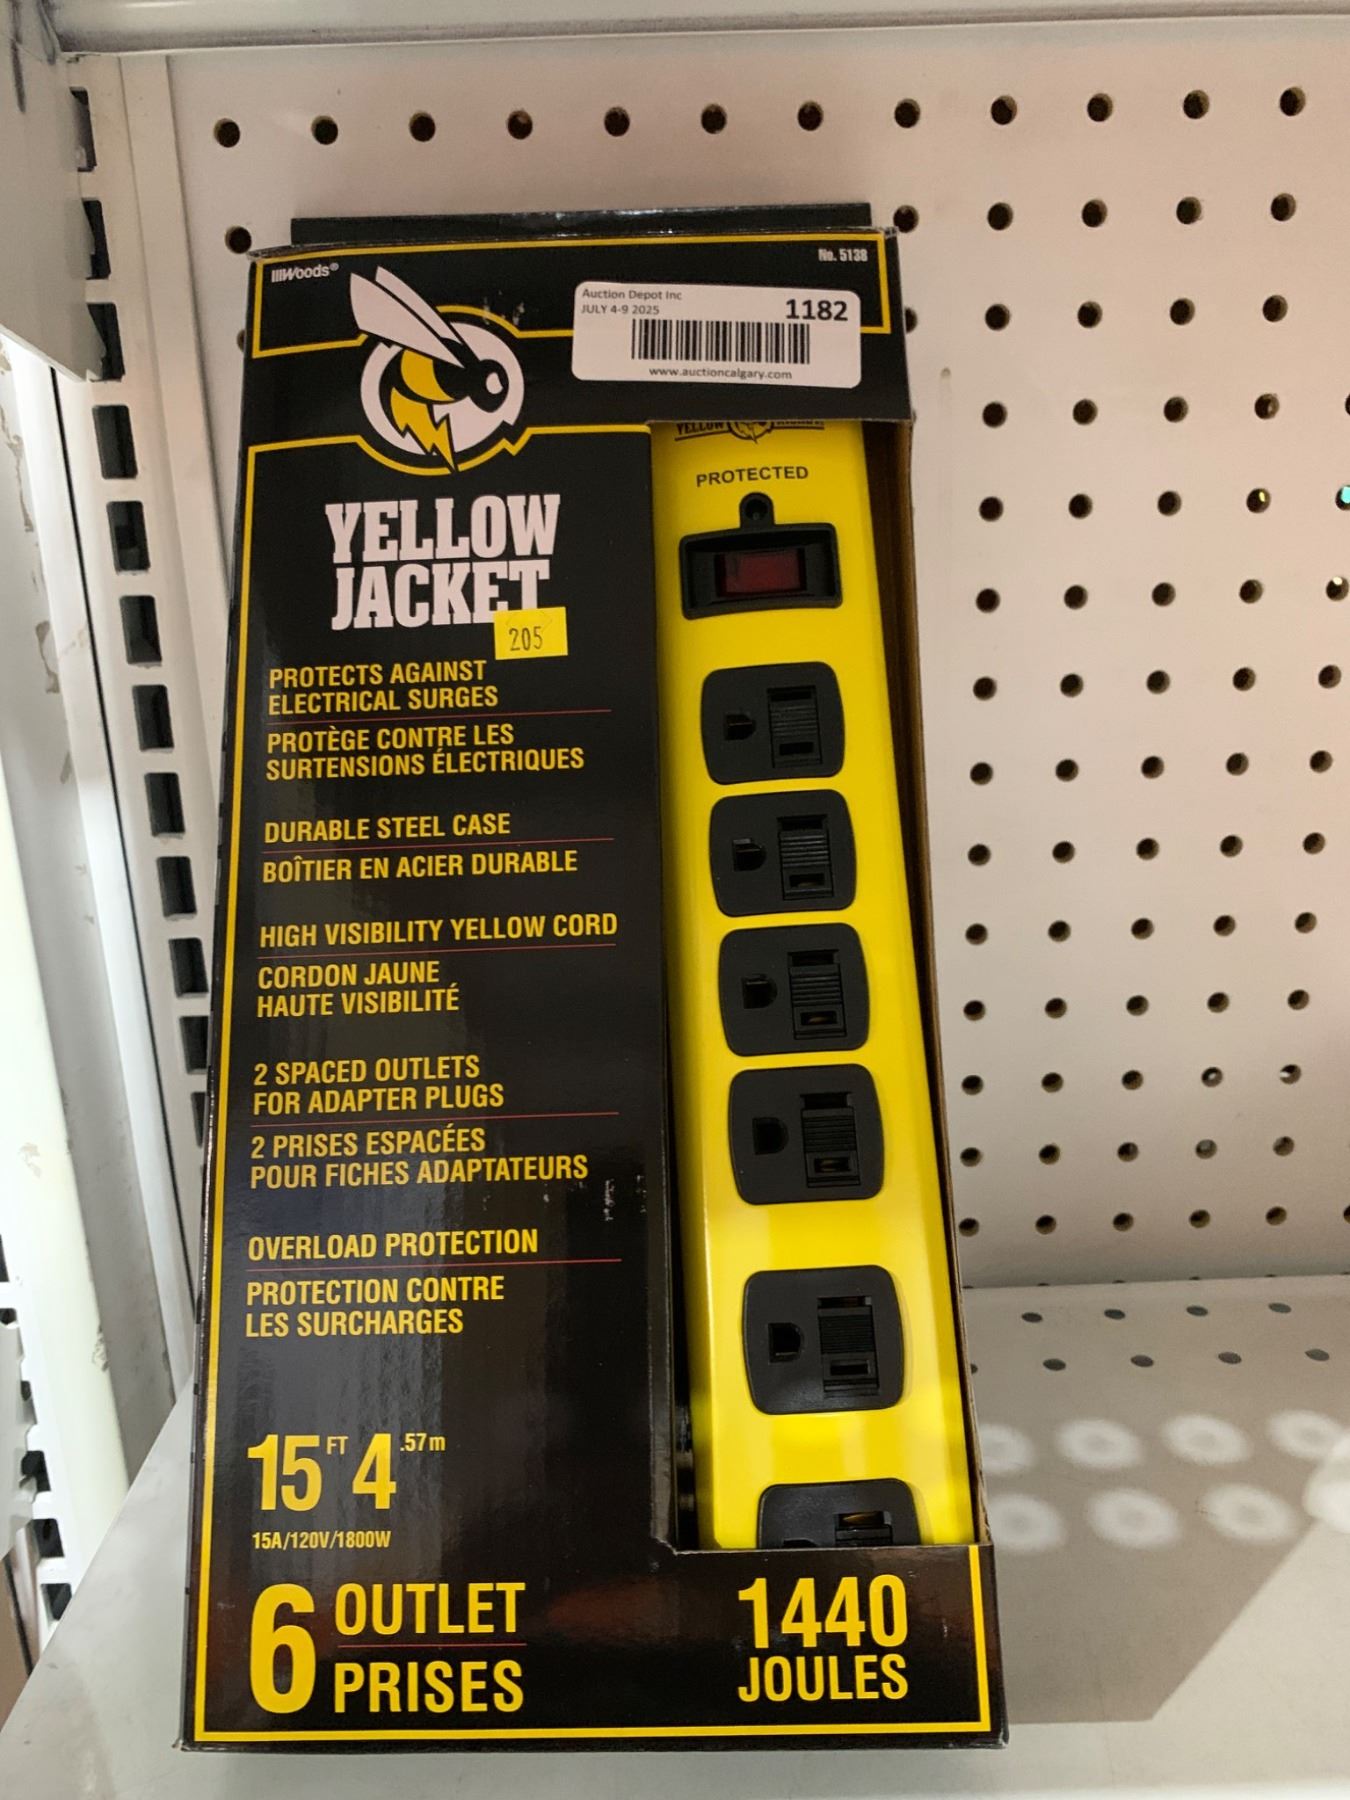 Woods®
No. 5138
Auction Depot Inc
JULY 4-9 2025
1182
www.auctioncalgary.com
YELLOW JACKET
PROTECTED
YELLOW
JACKET
205
PROTECTS AGAINST
ELECTRICAL SURGES
PROTÈGE CONTRE LES
SURTENSIONS ÉLECTRIQUES
DURABLE STEEL CASE
BOÎTIER EN ACIER DURABLE
HIGH VISIBILITY YELLOW CORD
CORDON JAUNE
HAUTE VISIBILITÉ
2 SPACED OUTLETS
FOR ADAPTER PLUGS
2 PRISES ESPACÉES
POUR FICHES ADAPTATEURS
OVERLOAD PROTECTION
PROTECTION CONTRE
LES SURCHARGES
15 FT 4.57m
15A/120V/1800W
6 OUTLET
PRISES
1440
JOULES